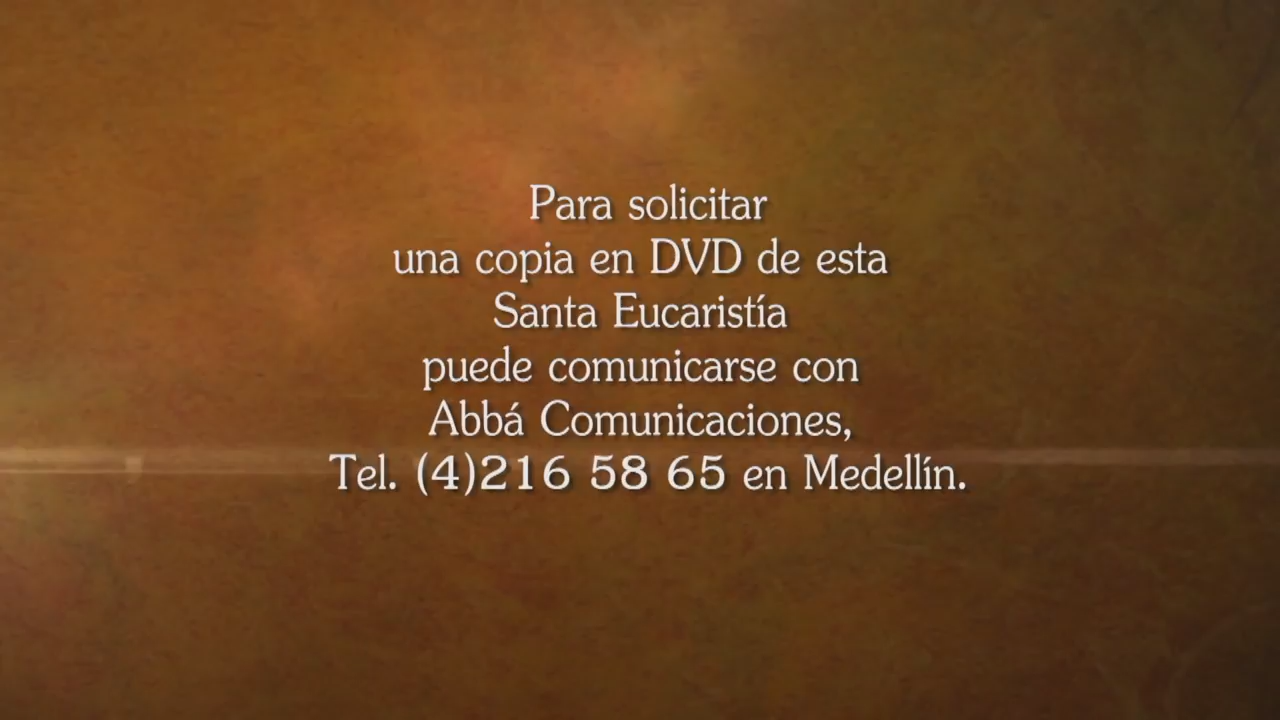 Para solicitar
una copia en DVD de esta
Santa Eucaristía
puede comunicarse con
Abbá Comunicaciones,
Tel. (4)216 58 65 en Medellín.